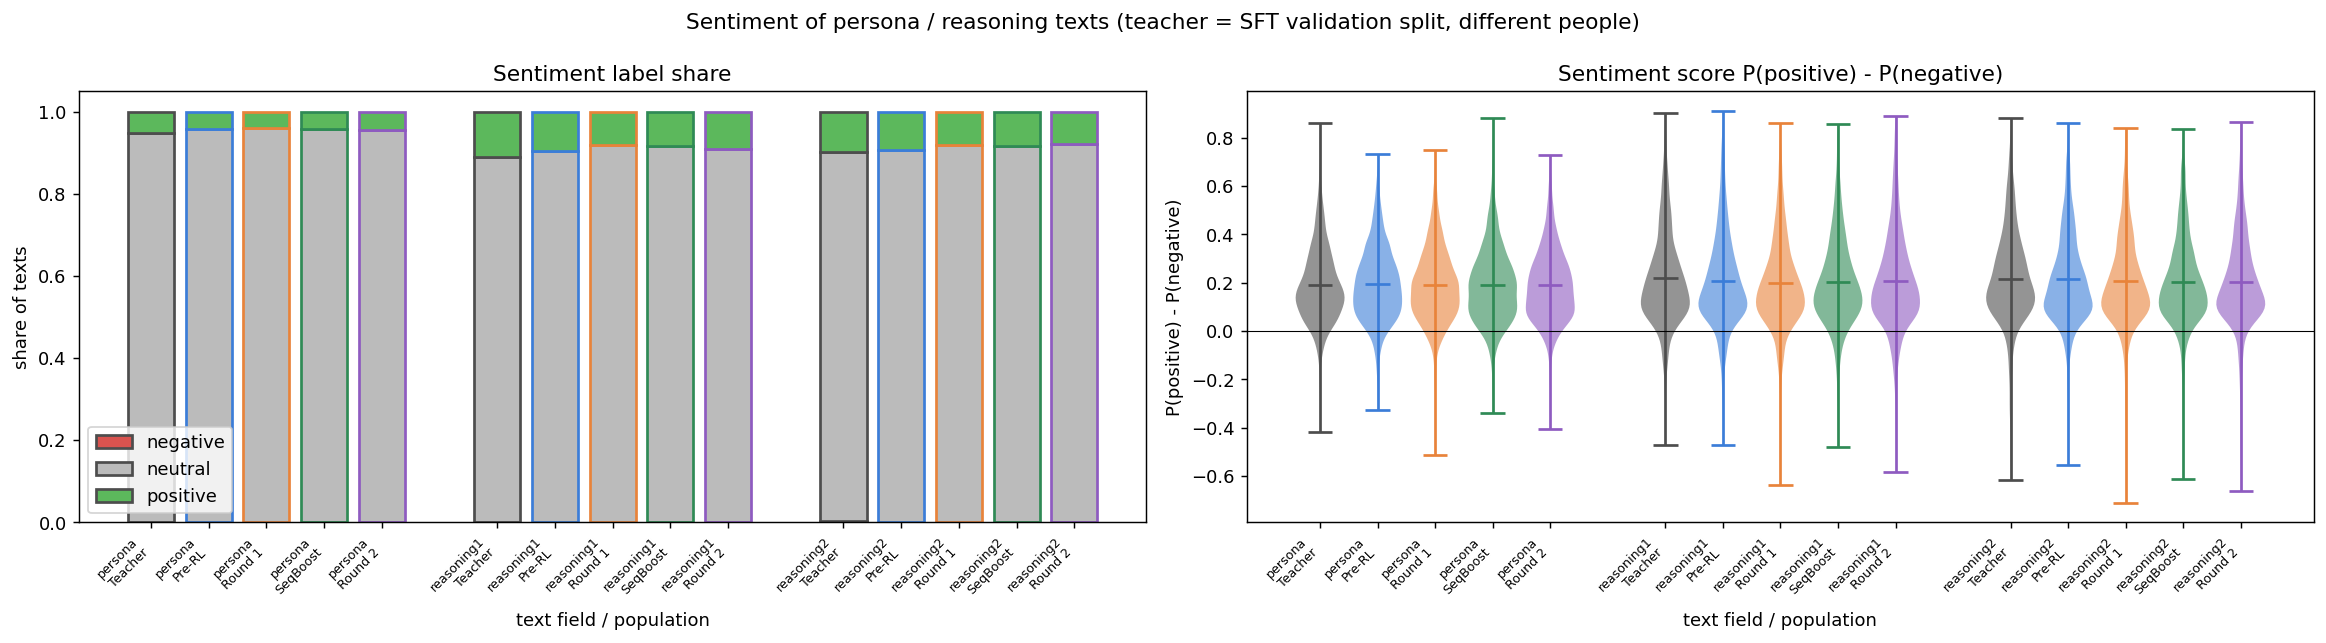 Sentiment of persona / reasoning texts (teacher = SFT validation split, different people)
Sentiment label share
share of texts
1.0
0.8
0.6
0.4
0.2
0.0
negative
neutral
positive
persona
Teacher
persona
Pre-RL
persona
Round 1
persona
SeqBoost
persona
Round 2
reasoning1
Teacher
reasoning1
Pre-RL
reasoning1
Round 1
reasoning1
SeqBoost
reasoning1
Round 2
reasoning2
Teacher
reasoning2
Pre-RL
reasoning2
Round 1
reasoning2
SeqBoost
reasoning2
Round 2
text field / population
Sentiment score P(positive) - P(negative)
P(positive) - P(negative)
0.8
0.6
0.4
0.2
0.0
−0.2
−0.4
−0.6
persona
Teacher
persona
Pre-RL
persona
Round 1
persona
SeqBoost
persona
Round 2
reasoning1
Teacher
reasoning1
Pre-RL
reasoning1
Round 1
reasoning1
SeqBoost
reasoning1
Round 2
reasoning2
Teacher
reasoning2
Pre-RL
reasoning2
Round 1
reasoning2
SeqBoost
reasoning2
Round 2
text field / population